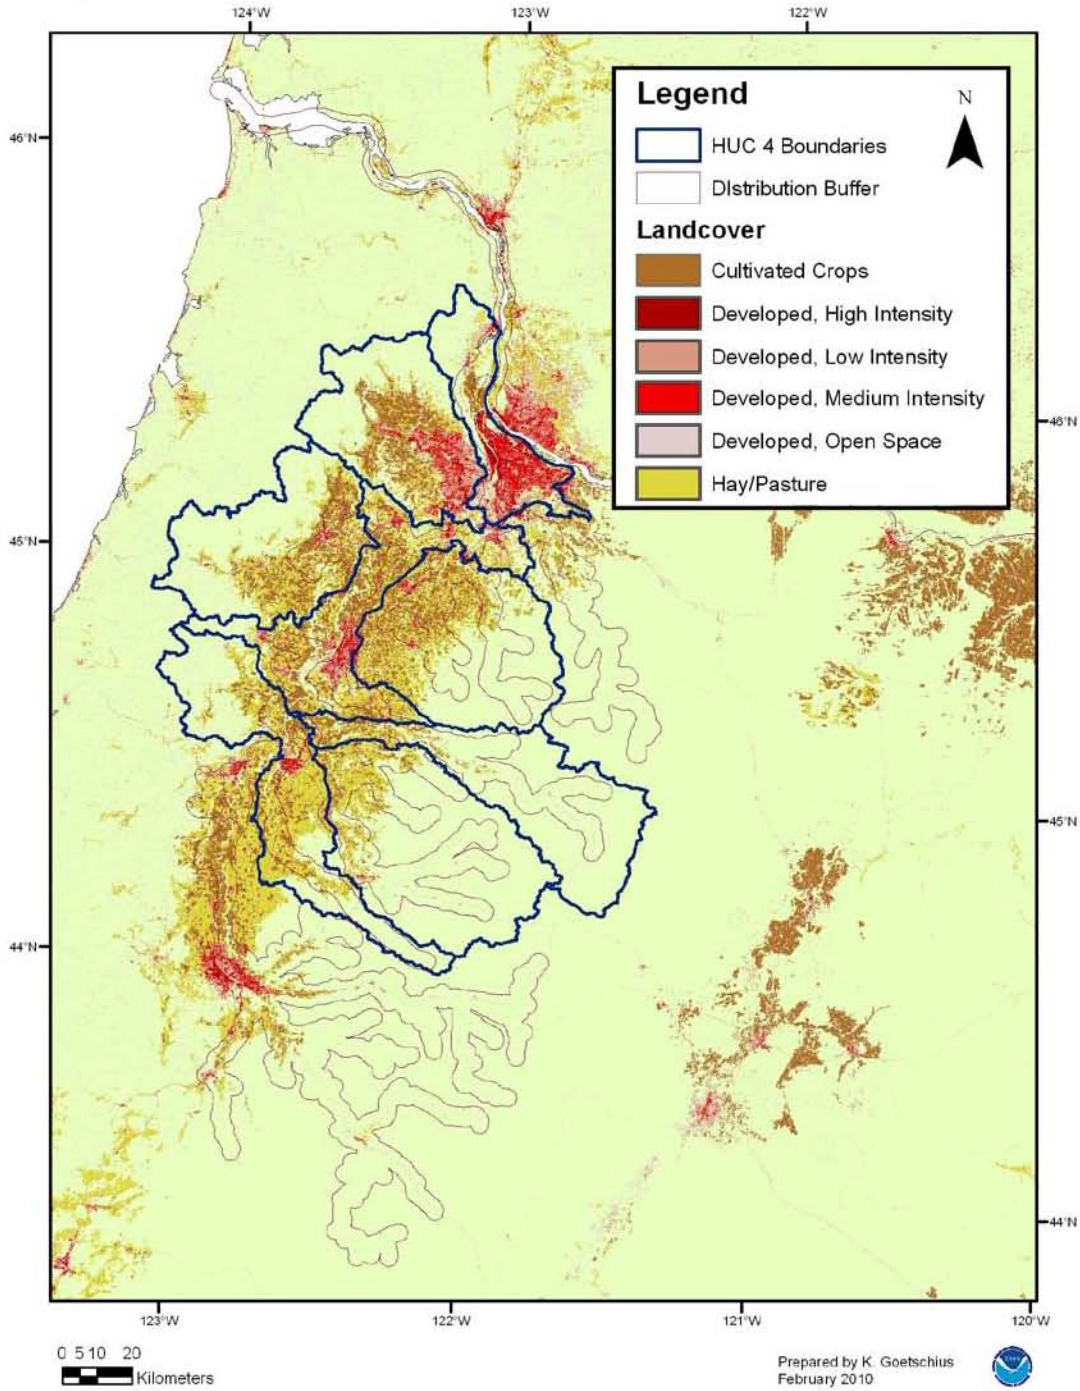 124°W
123°W
122°W
46°N
45°N
44°N
Legend
N
HUC 4 Boundaries
DIstribution Buffer
Landcover
Cultivated Crops
Developed, High Intensity
Developed, Low Intensity
Developed, Medium Intensity
Developed, Open Space
Hay/Pasture
46°N
45°N
44°N
123°W
122°W
121°W
120°W
0 5 10 20
Kilometers
Prepared by K. Goetschius
February 2010